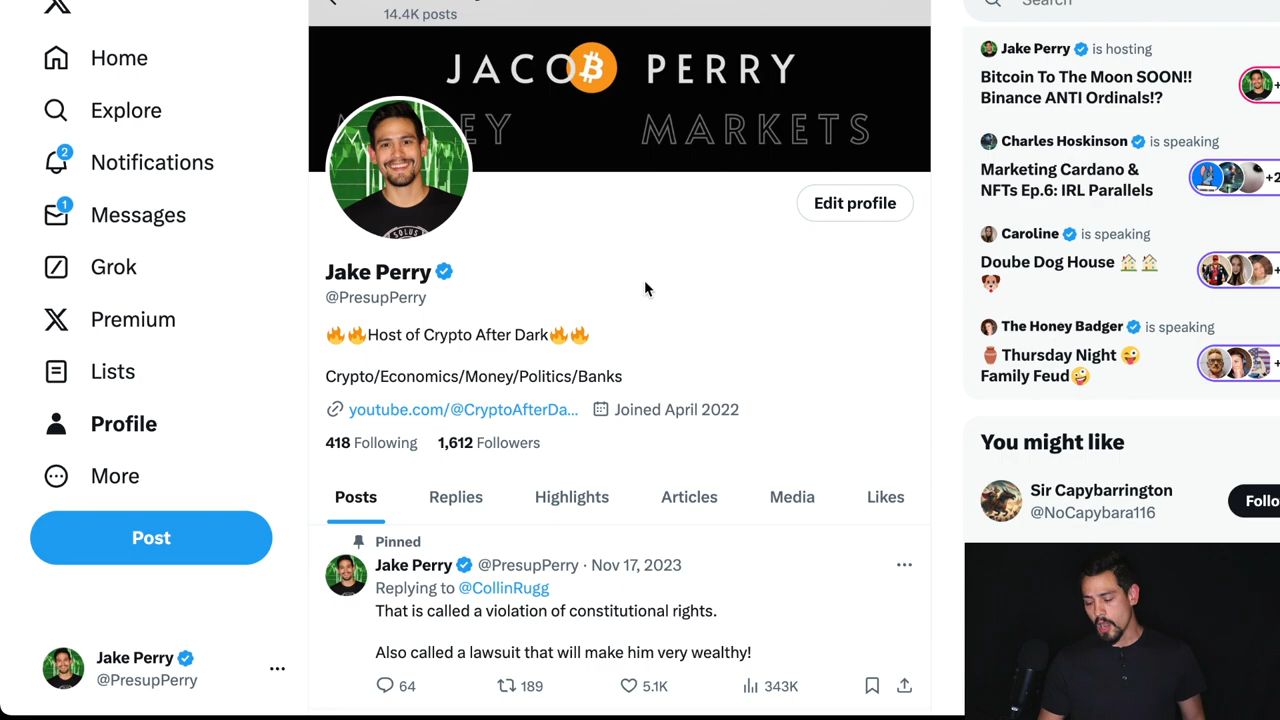 14.4K posts
Search
JACO₿ PERRY
MONEY MARKETS
Home
Explore
2
Notifications
1
Messages
Grok
Premium
Lists
Profile
More
Post
Jake Perry
@PresupPerry
Edit profile
SOLUS
Jake Perry
@PresupPerry
🔥🔥Host of Crypto After Dark🔥🔥
Crypto/Economics/Money/Politics/Banks
youtube.com/@CryptoAfterDa... Joined April 2022
418 Following 1,612 Followers
Posts Replies Highlights Articles Media Likes
Pinned
Jake Perry @PresupPerry · Nov 17, 2023
Replying to @CollinRugg
That is called a violation of constitutional rights.
Also called a lawsuit that will make him very wealthy!
64 189 5.1K 343K
Jake Perry is hosting
Bitcoin To The Moon SOON!!
Binance ANTI Ordinals!?
+
Charles Hoskinson is speaking
Marketing Cardano &
NFTs Ep.6: IRL Parallels
+2
Caroline is speaking
Doube Dog House 🏠🏠
🐶
+
The Honey Badger is speaking
🏺Thursday Night 😜
Family Feud🤪
+
You might like
Sir Capybarrington
@NoCapybara116
Follo